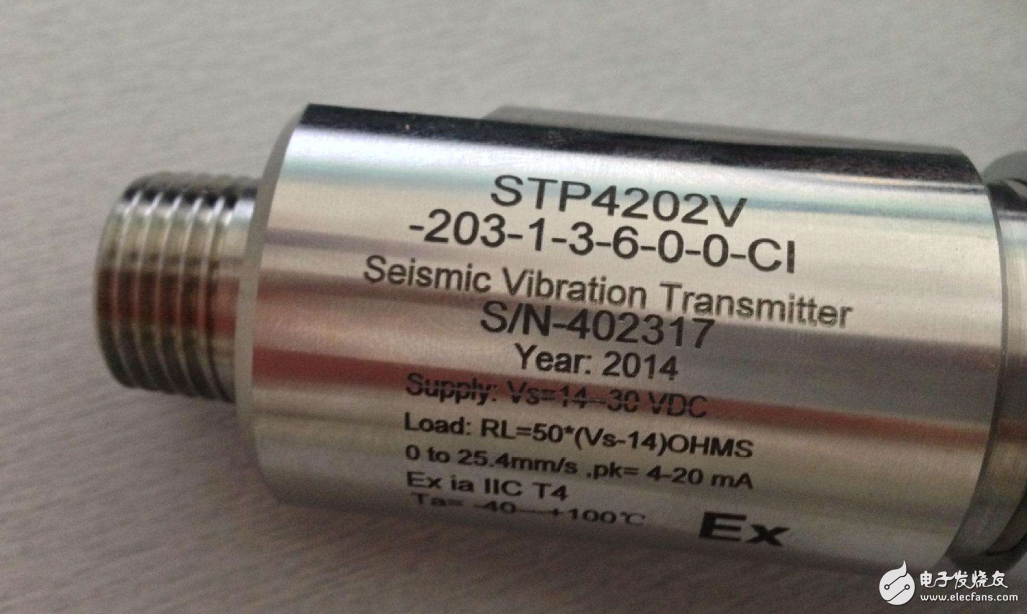 STP4202V
-203-1-3-6-0-0-CI
Seismic Vibration Transmitter
S/N-402317
Year: 2014
Supply: Vs=14--30 VDC
Load: RL=50*(Vs-14)OHMS
0 to 25.4mm/s ,pk= 4-20 mA
Ex ia IIC T4
Ta= -40---+100℃
Ex
电子发烧友
www.elecfans.com